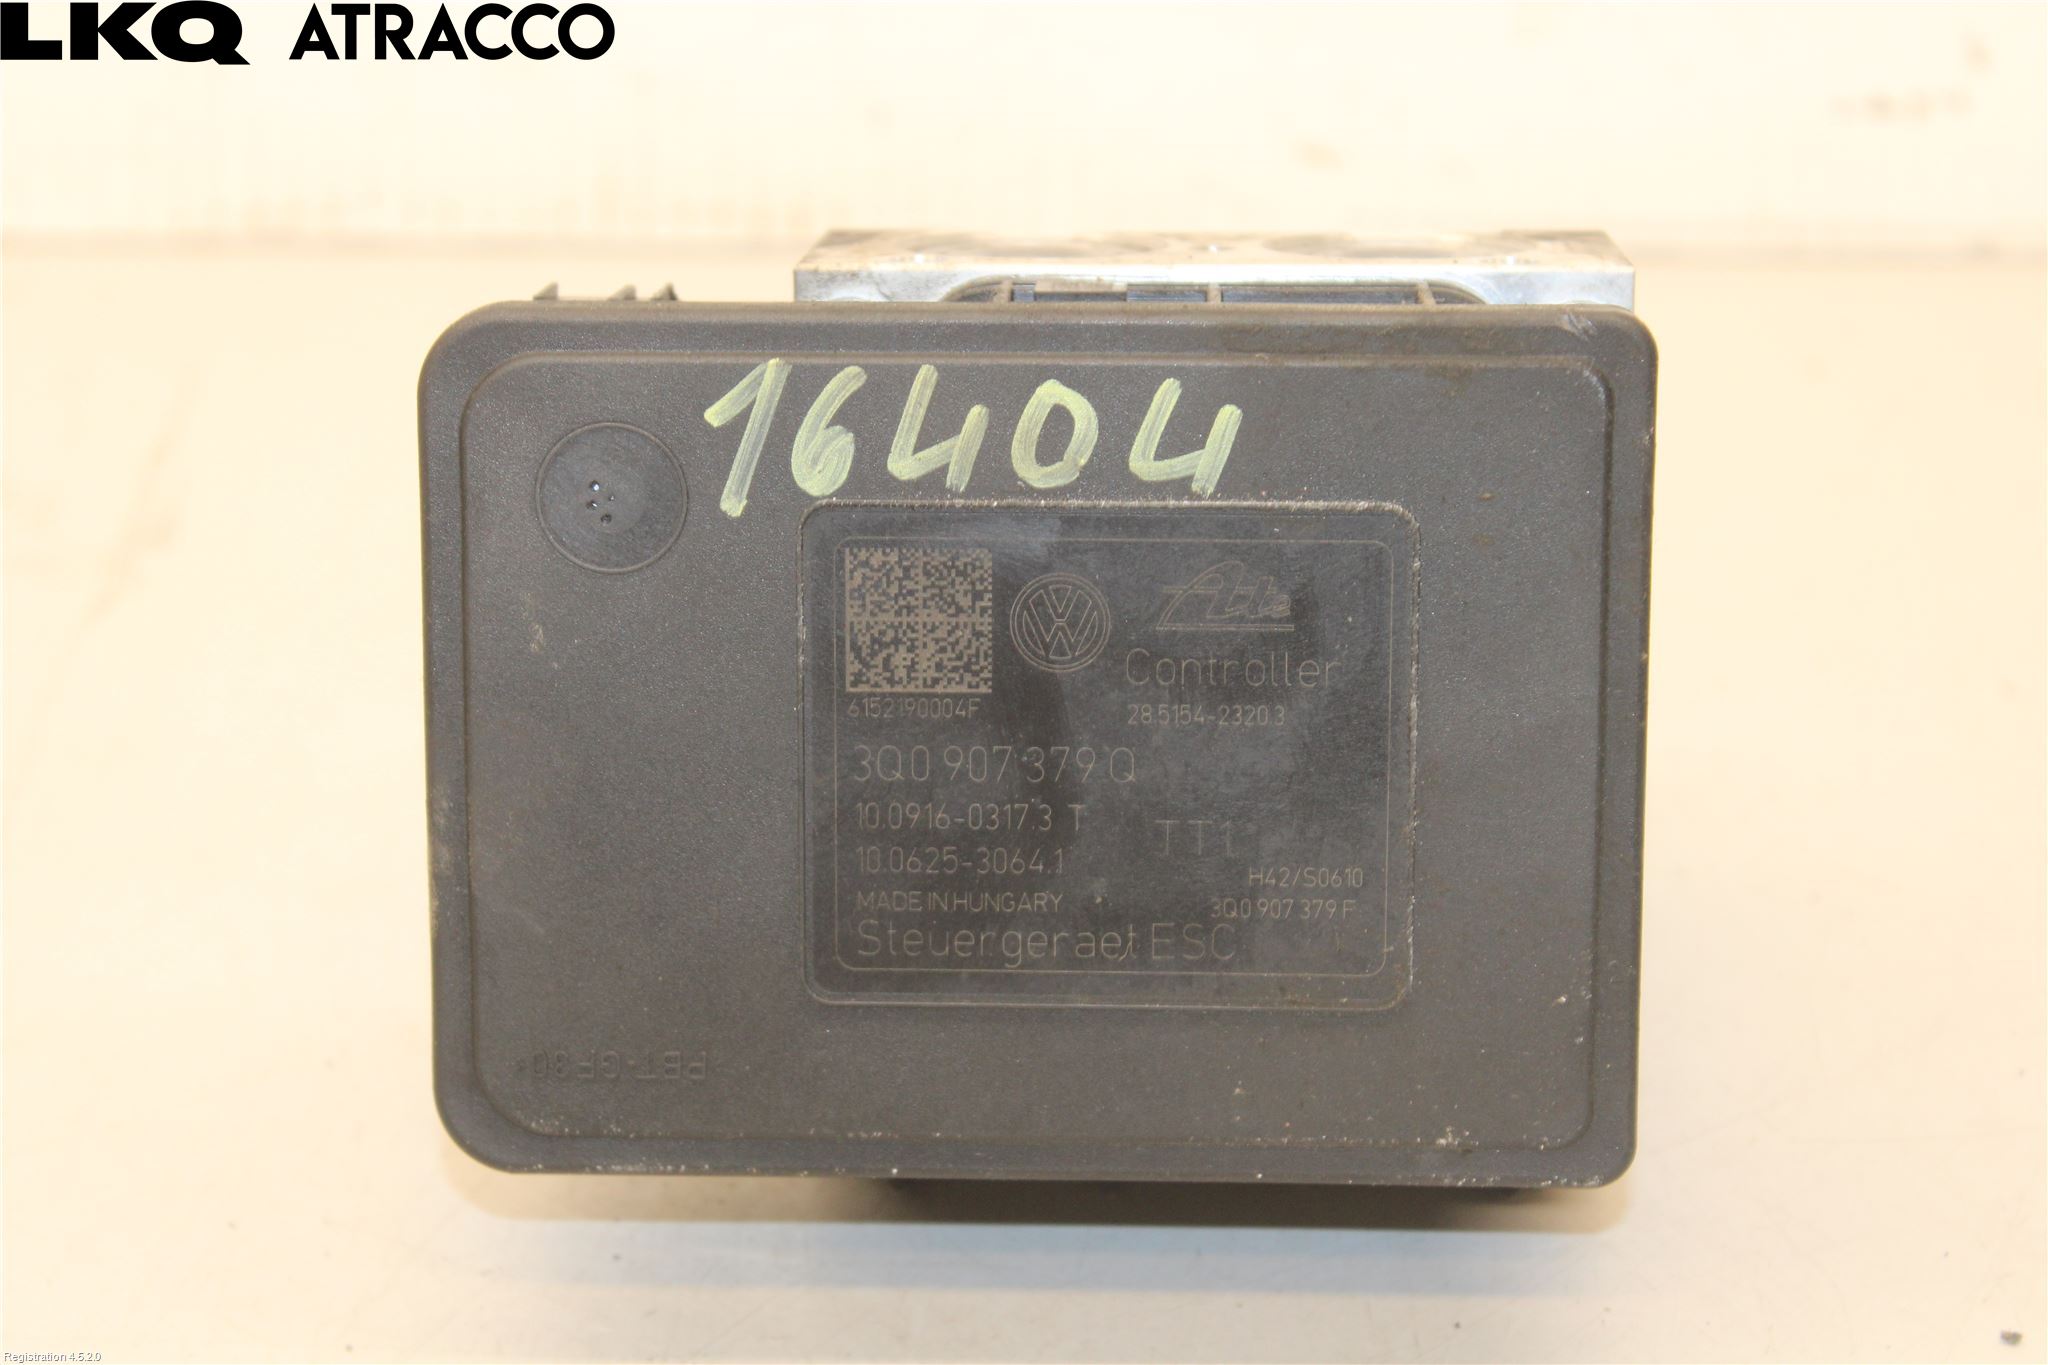 LKQ ATRACCO
16404
Ate
Controller
6152190004F
28.5154-2320.3
3Q0 907 379 Q
10.0916-0317.3 T
TT1
10.0625-3064.1
H42/S0610
MADE IN HUNGARY
3Q0 907 379 F
Steuergeraet ESC
PBT-GF30
Registration 4.5.2.0